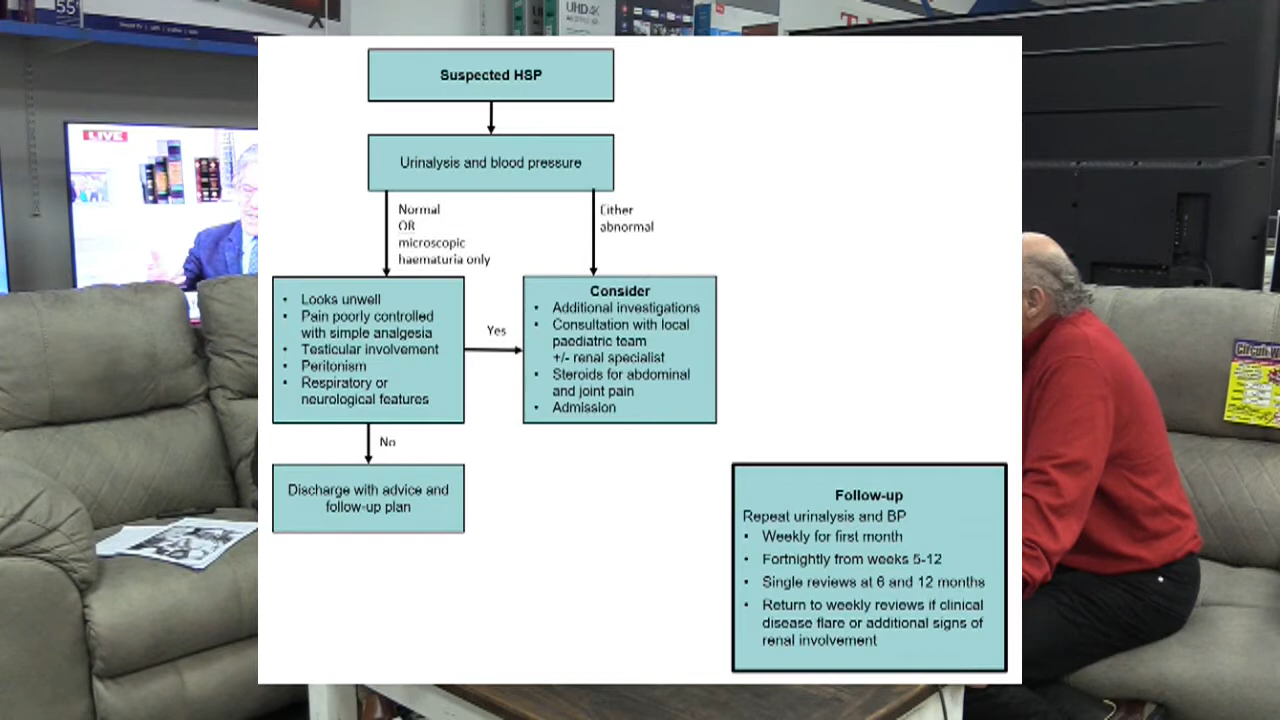 55"
UHD 4K
LIVE
Suspected HSP
Urinalysis and blood pressure
Normal
OR
microscopic
haematuria only
Either
abnormal
• Looks unwell
• Pain poorly controlled
with simple analgesia
• Testicular involvement
• Peritonism
• Respiratory or
neurological features
Yes
Consider
• Additional investigations
• Consultation with local
paediatric team
+/- renal specialist
• Steroids for abdominal
and joint pain
• Admission
No
Discharge with advice and
follow-up plan
Follow-up
Repeat urinalysis and BP
• Weekly for first month
• Fortnightly from weeks 5-12
• Single reviews at 6 and 12 months
• Return to weekly reviews if clinical
disease flare or additional signs of
renal involvement